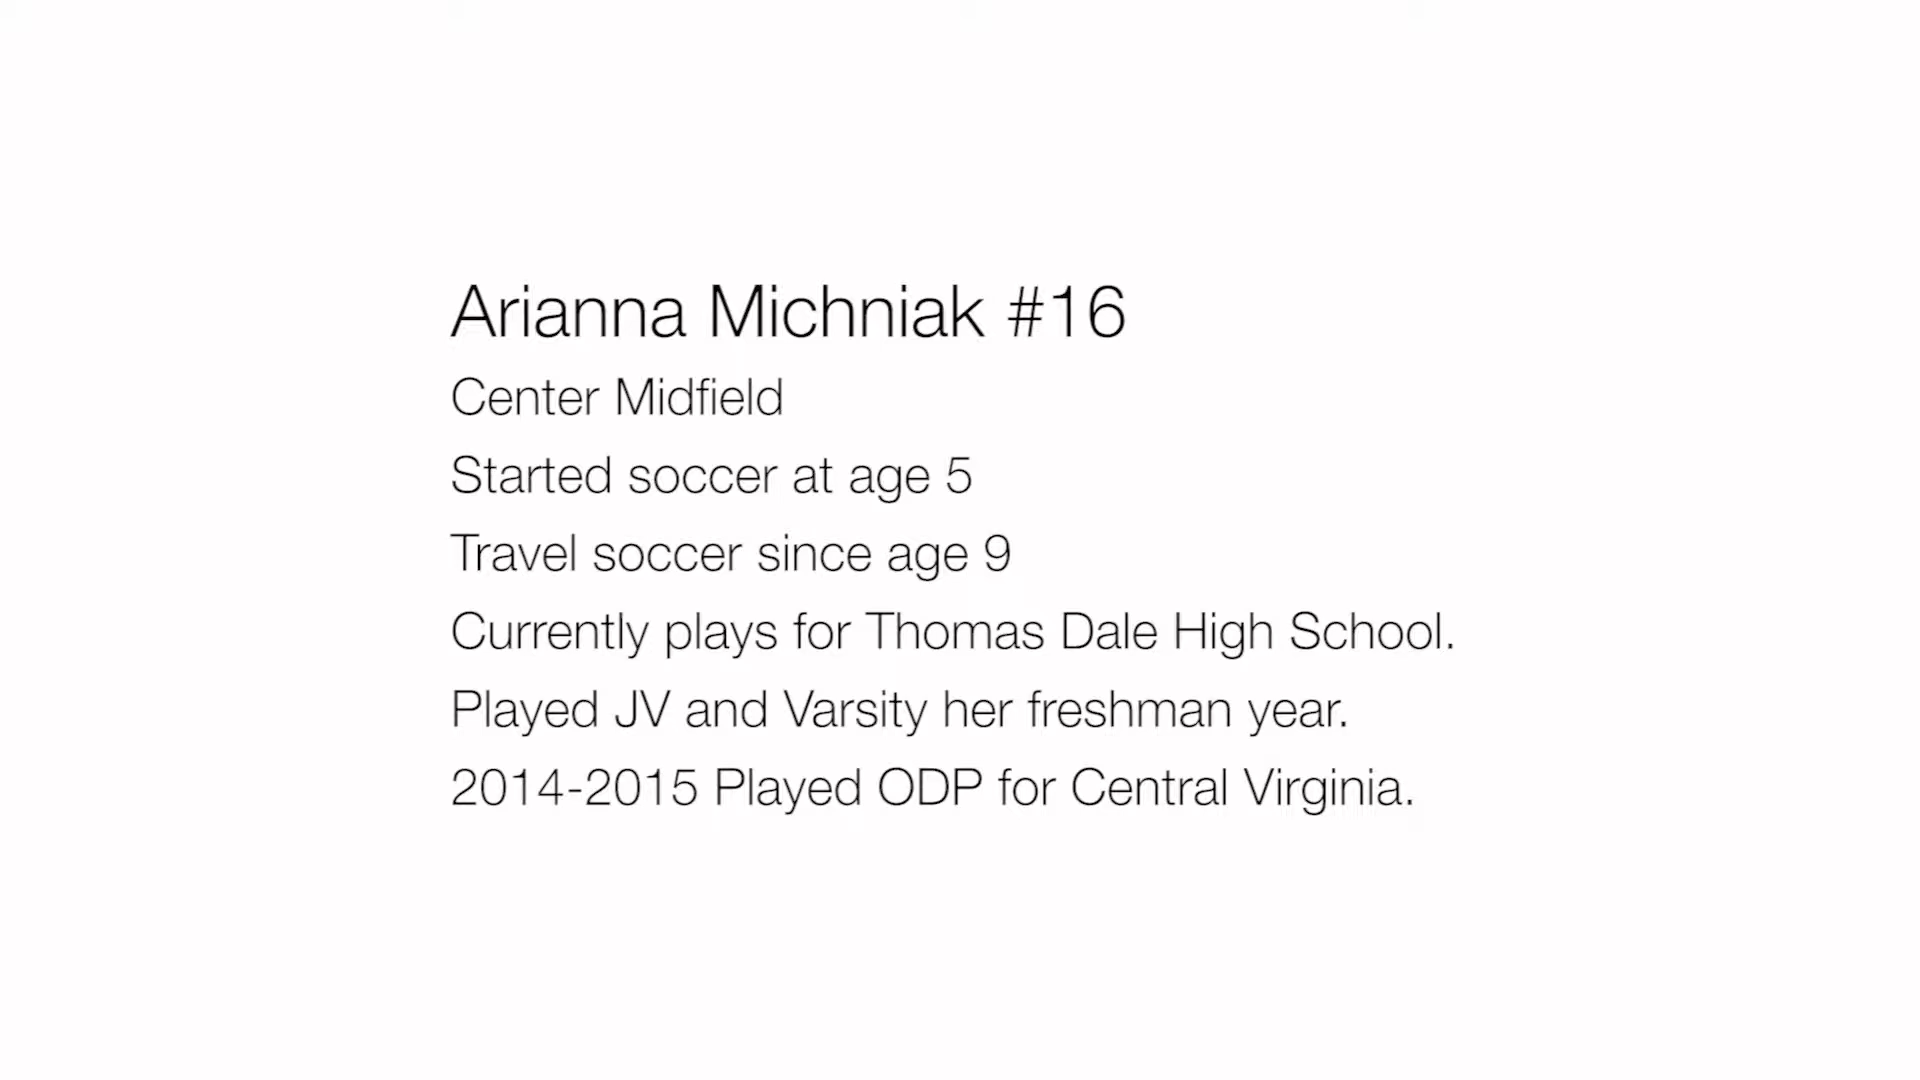 Arianna Michniak #16
Center Midfield
Started soccer at age 5
Travel soccer since age 9
Currently plays for Thomas Dale High School.
Played JV and Varsity her freshman year.
2014-2015 Played ODP for Central Virginia.